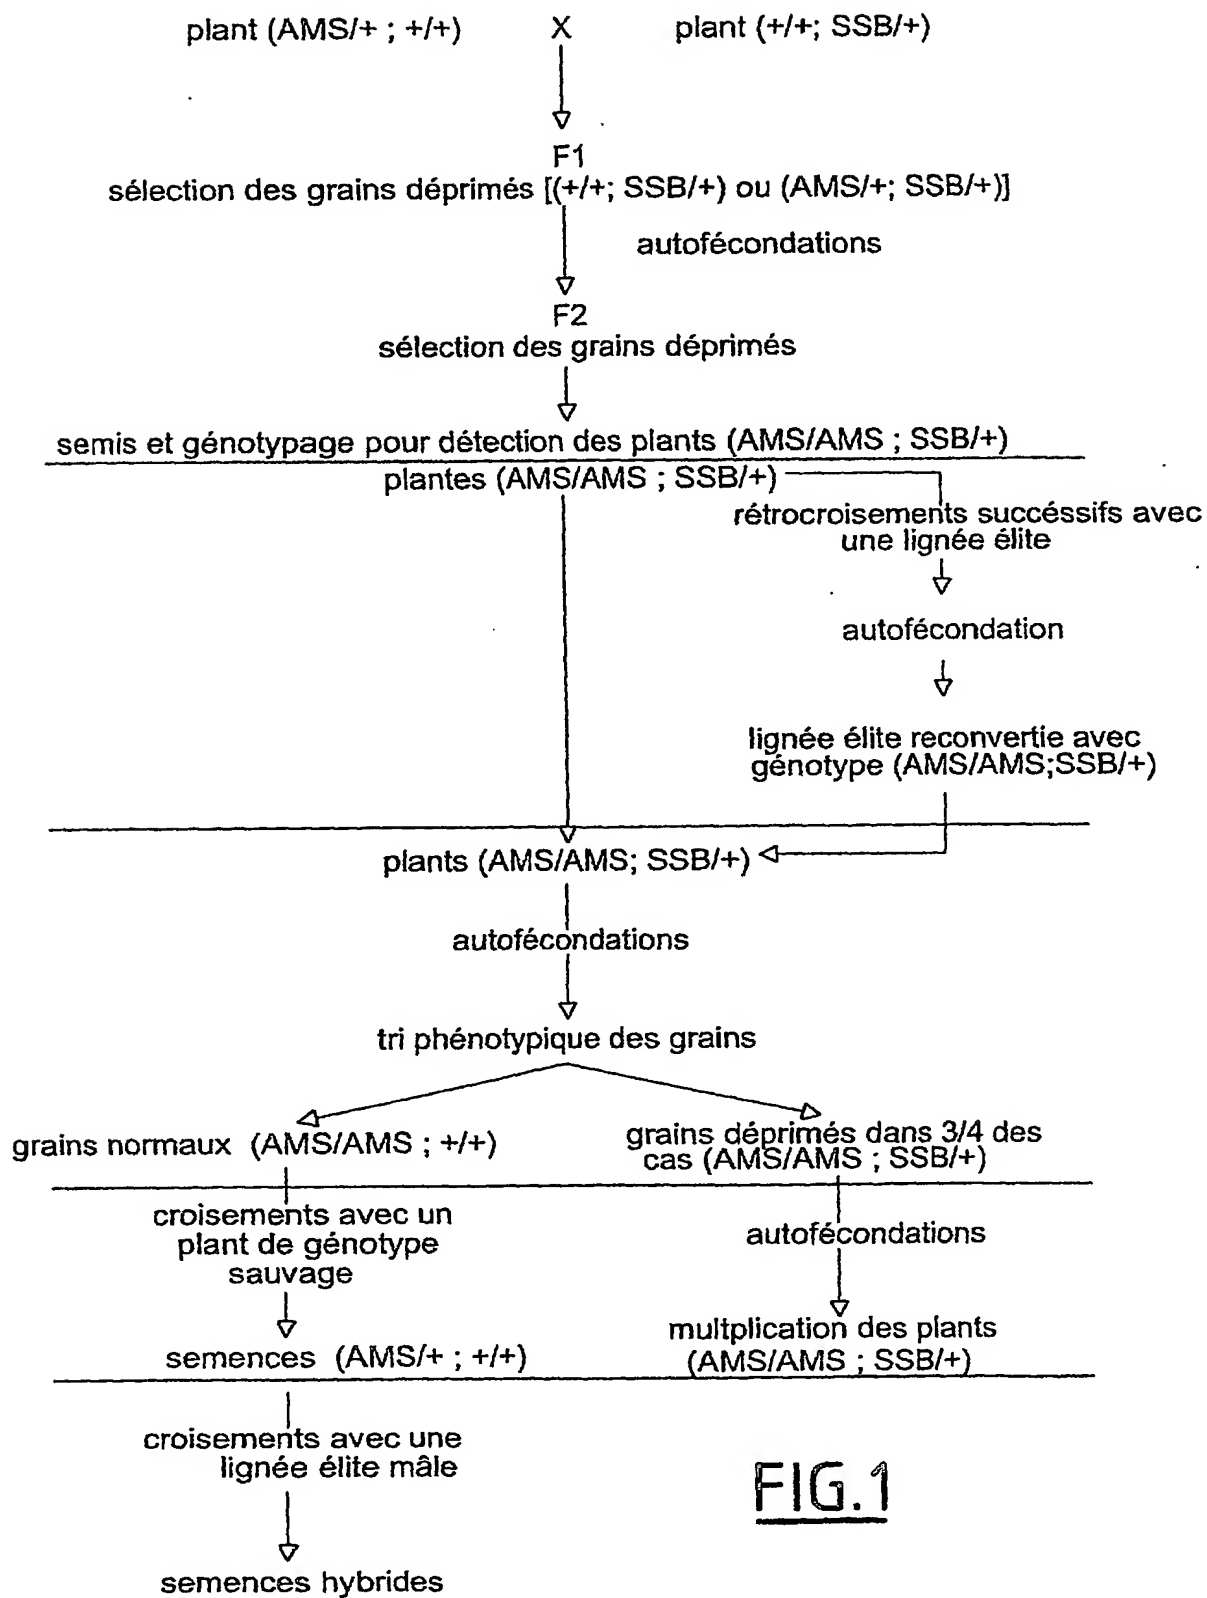 plant (AMS/+ ; +/+) X plant (+/+; SSB/+)
F1
sélection des grains déprimés [(+/+; SSB/+) ou (AMS/+; SSB/+)]
autofécondations
F2
sélection des grains déprimés
semis et génotypage pour détection des plants (AMS/AMS ; SSB/+)
plantes (AMS/AMS ; SSB/+)
rétrocroisements succéssifs avec
une lignée élite
autofécondation
lignée élite reconvertie avec
génotype (AMS/AMS;SSB/+)
plants (AMS/AMS; SSB/+)
autofécondations
tri phénotypique des grains
grains normaux (AMS/AMS ; +/+)
grains déprimés dans 3/4 des
cas (AMS/AMS ; SSB/+)
croisements avec un
plant de génotype
sauvage
autofécondations
semences (AMS/+ ; +/+)
multplication des plants
(AMS/AMS ; SSB/+)
croisements avec une
lignée élite mâle
semences hybrides
FIG.1